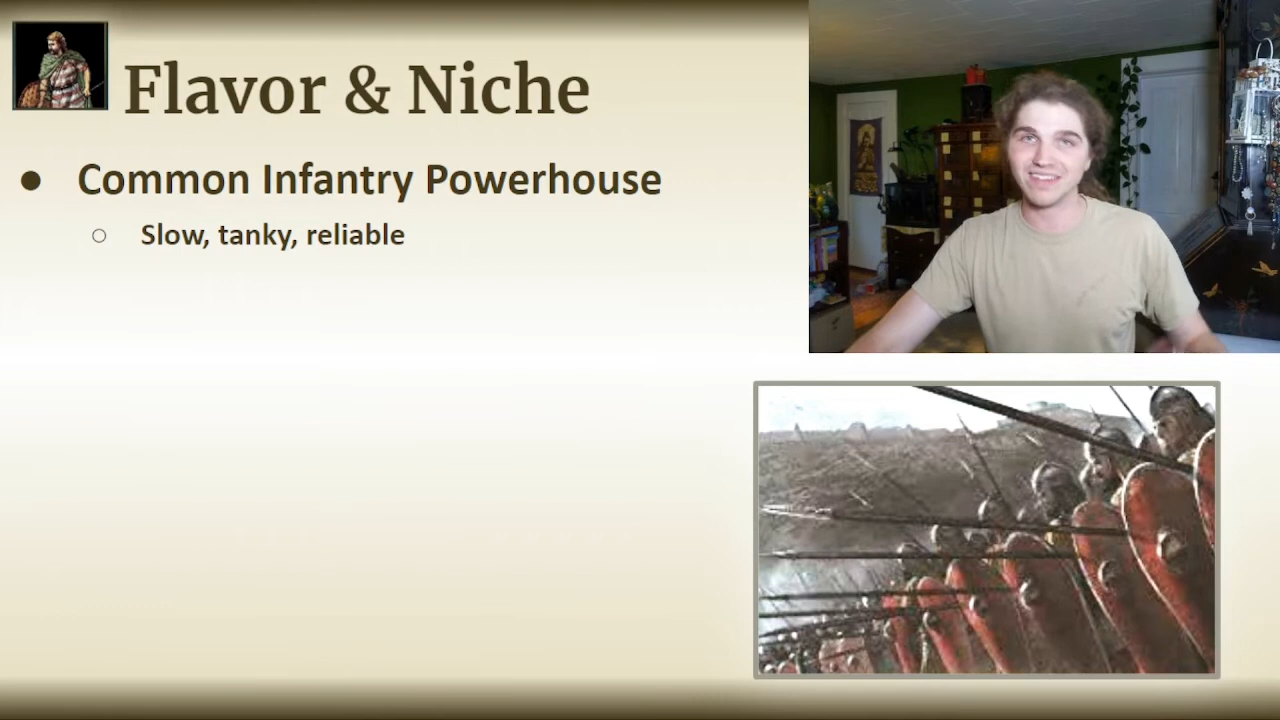 Flavor & Niche
● Common Infantry Powerhouse
○ Slow, tanky, reliable